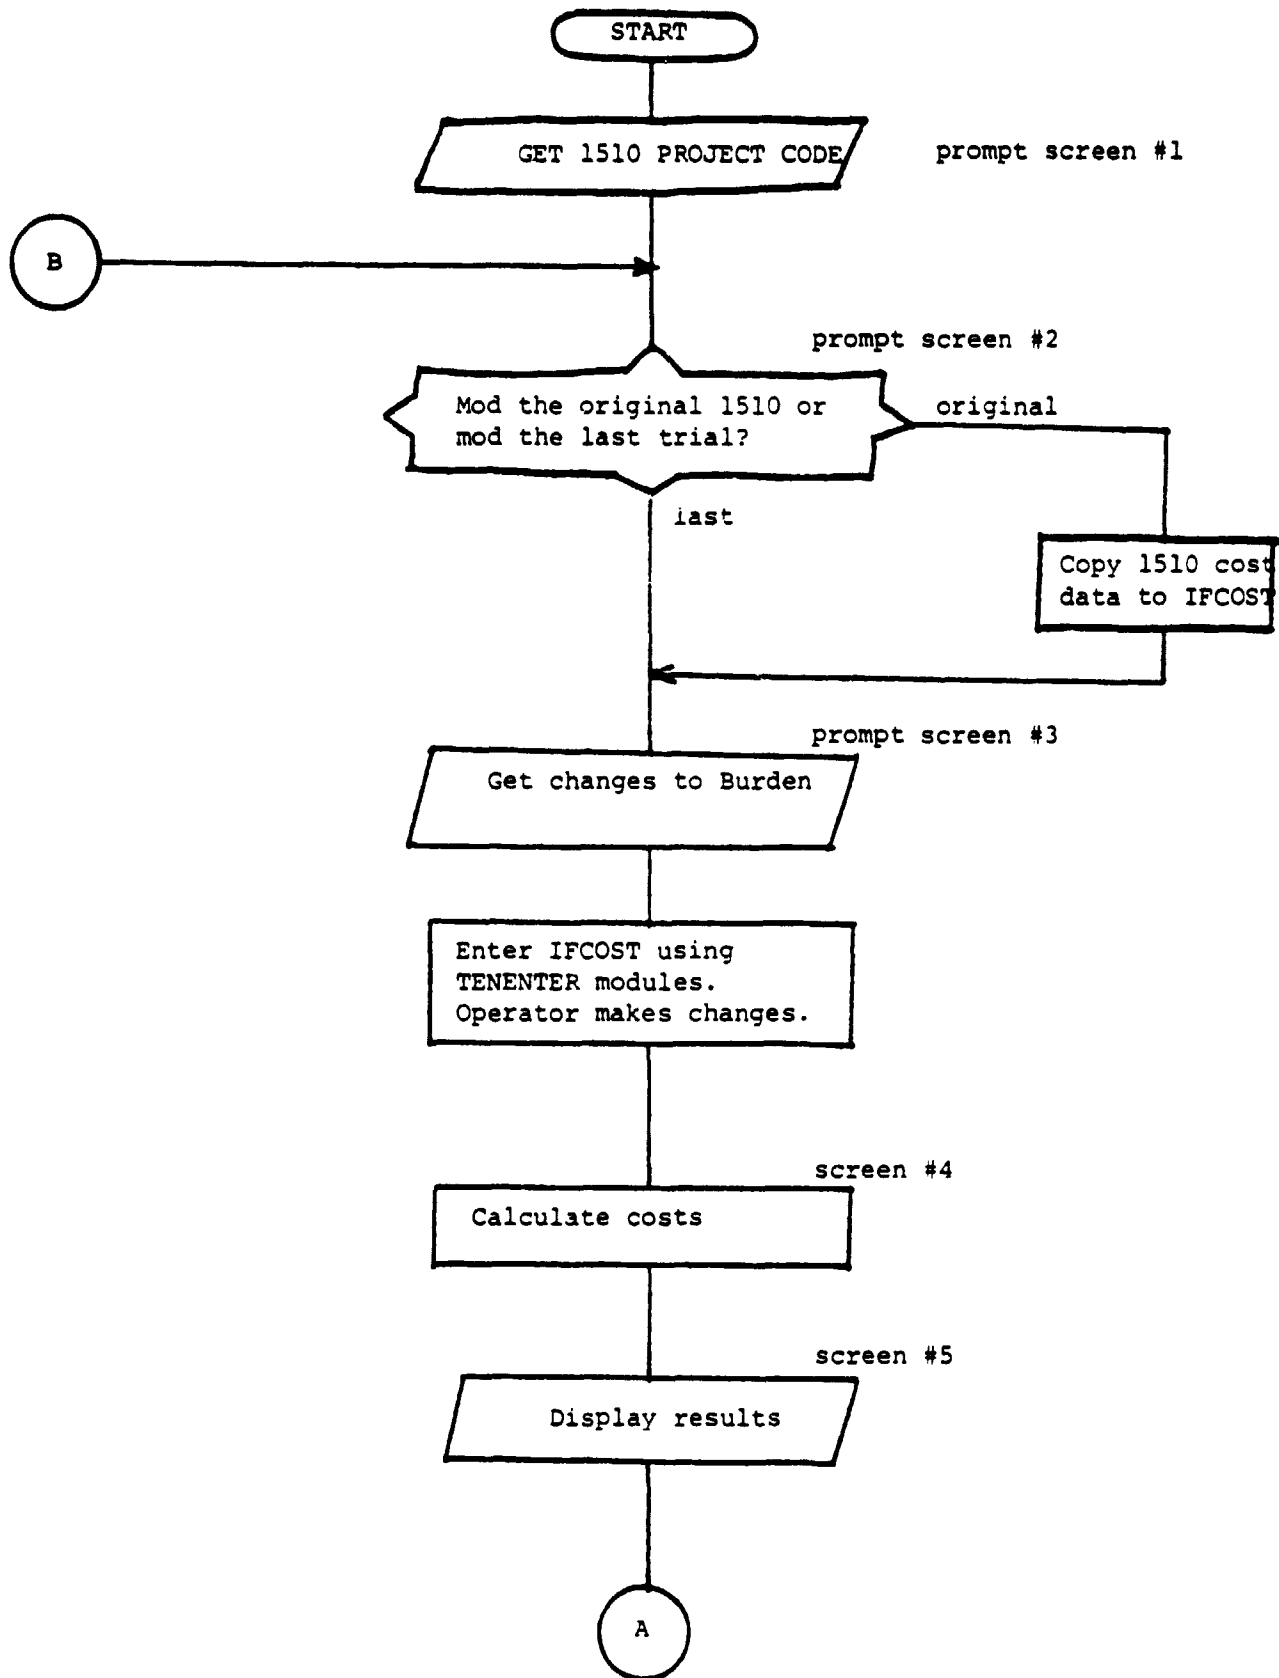 START
GET 1510 PROJECT CODE
prompt screen #1
B
prompt screen #2
Mod the original 1510 or
mod the last trial?
original
last
Copy 1510 cost
data to IFCOST
prompt screen #3
Get changes to Burden
Enter IFCOST using
TENENTER modules.
Operator makes changes.
screen #4
Calculate costs
screen #5
Display results
A